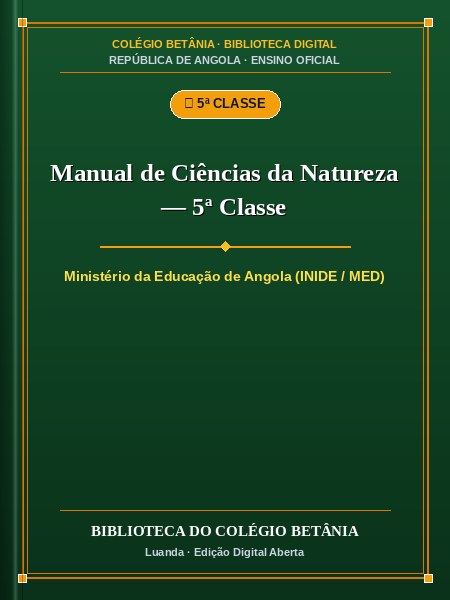 COLÉGIO BETÂNIA · BIBLIOTECA DIGITAL
REPÚBLICA DE ANGOLA · ENSINO OFICIAL
5ª CLASSE
Manual de Ciências da Natureza
— 5ª Classe
Ministério da Educação de Angola (INIDE / MED)
BIBLIOTECA DO COLÉGIO BETÂNIA
Luanda · Edição Digital Aberta